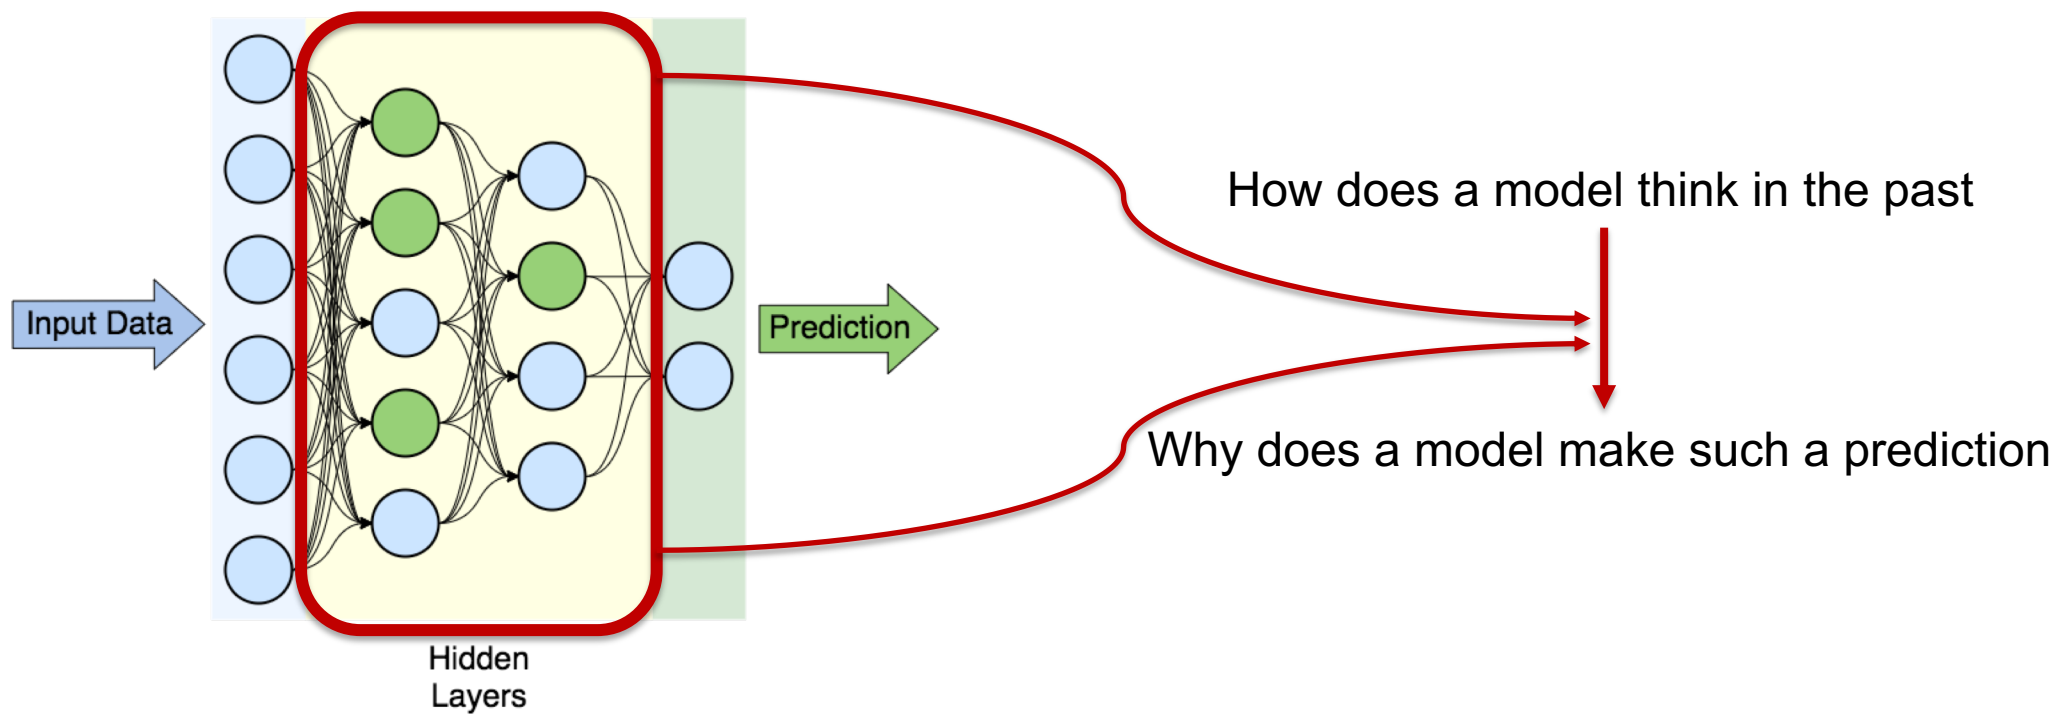 Input Data
Hidden
Layers
Prediction
How does a model think in the past
Why does a model make such a prediction